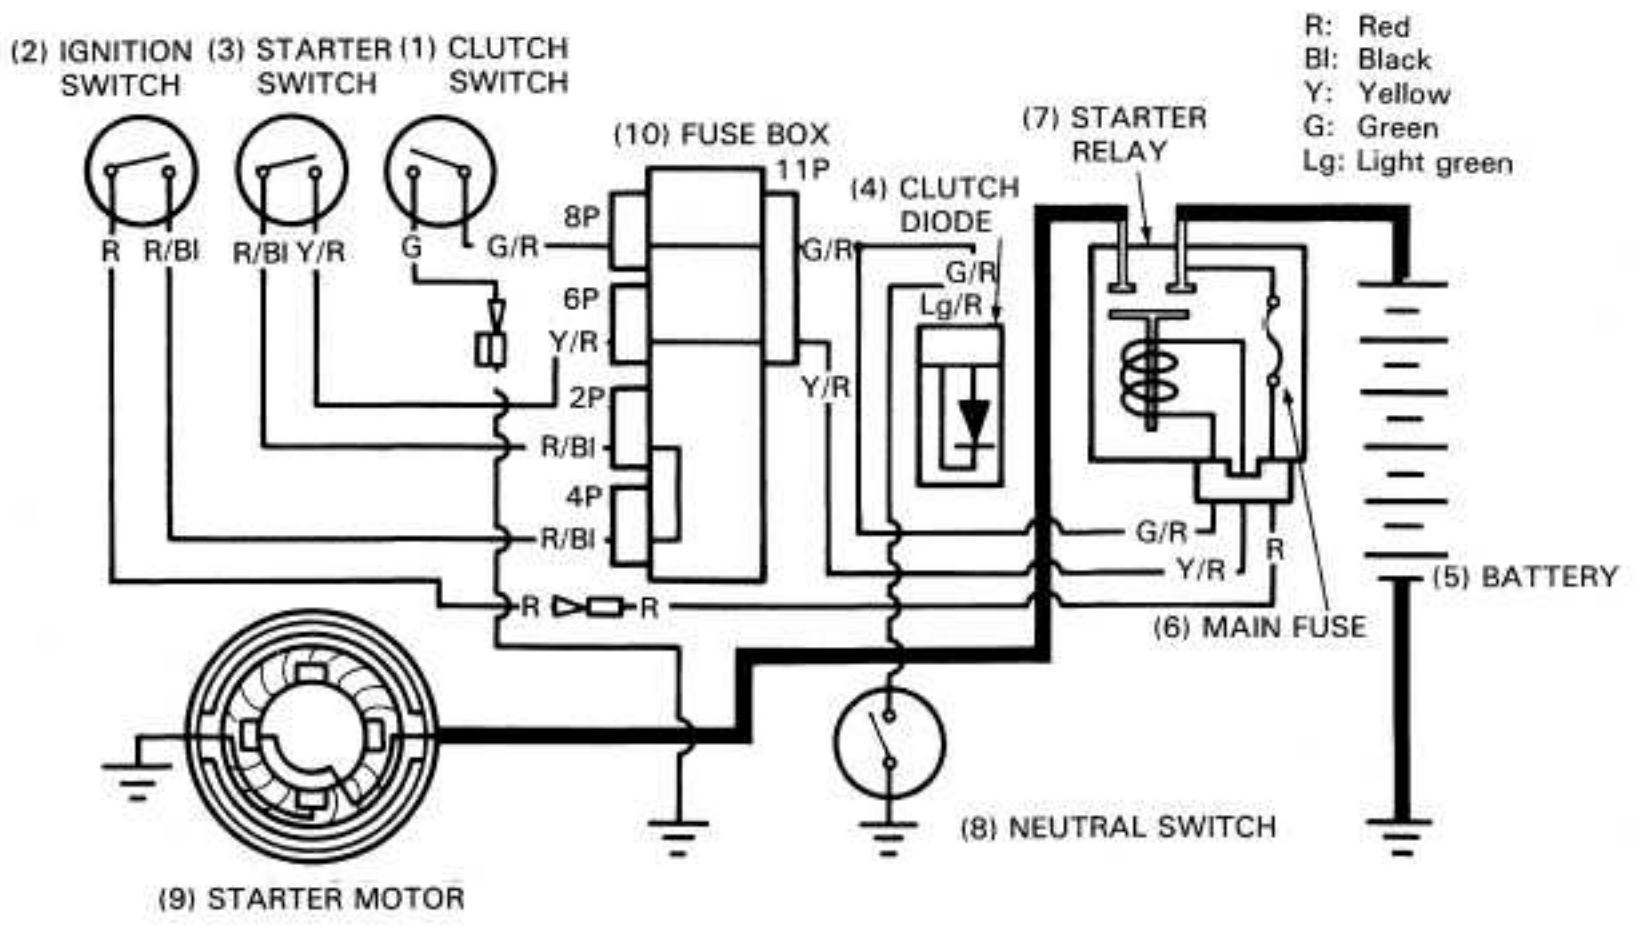 (2) IGNITION SWITCH
(3) STARTER SWITCH
(1) CLUTCH SWITCH
R: Red
Bl: Black
Y: Yellow
G: Green
Lg: Light green
(10) FUSE BOX
11P
(7) STARTER RELAY
(4) CLUTCH DIODE
8P
R
R/Bl
R/Bl
Y/R
G
G/R
G/R
G/R
Lg/R
6P
Y/R
Y/R
2P
R/Bl
4P
R/Bl
G/R
Y/R
R
R
R
(5) BATTERY
(6) MAIN FUSE
(8) NEUTRAL SWITCH
(9) STARTER MOTOR